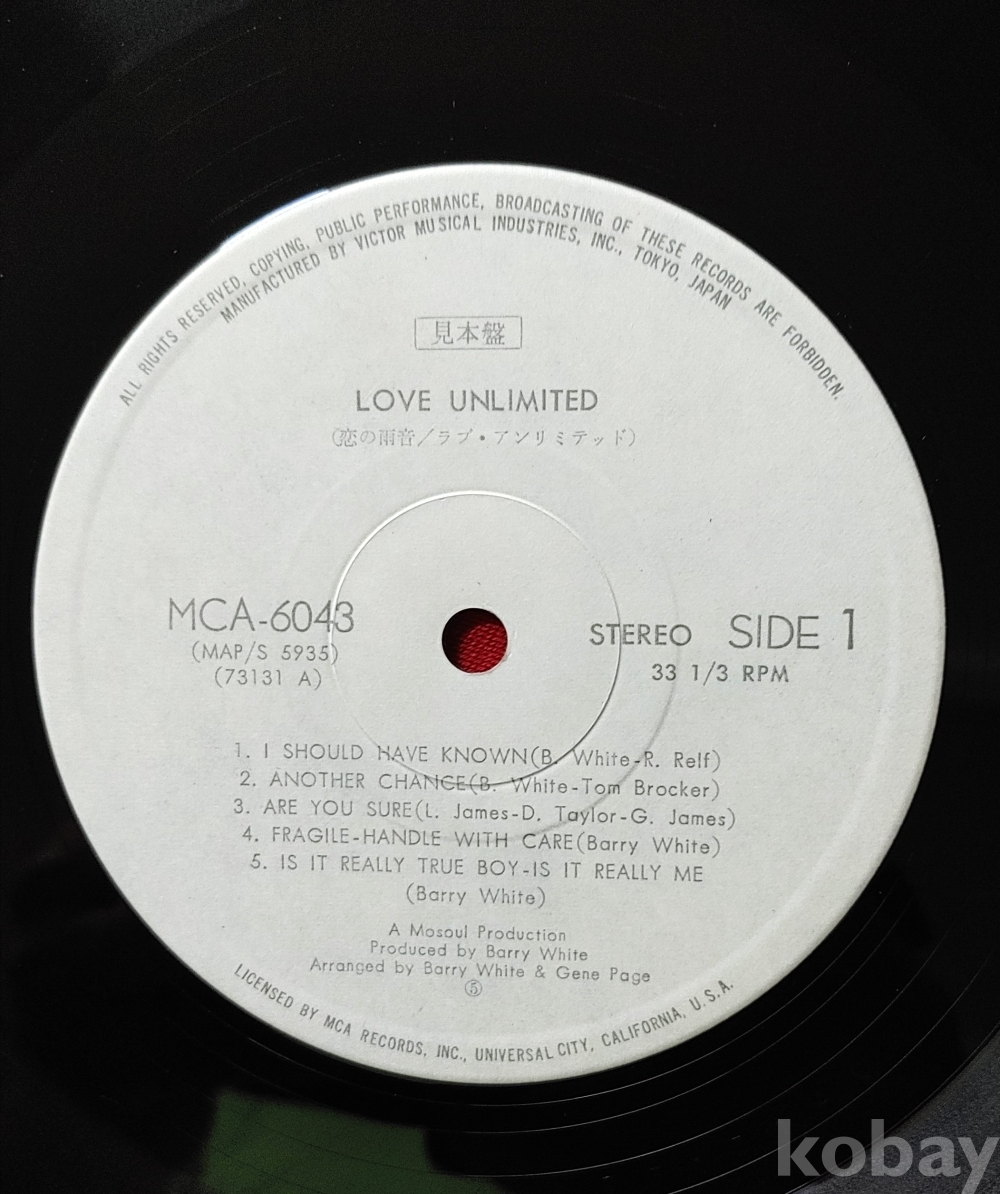 ALL RIGHTS RESERVED, COPYING, PUBLIC PERFORMANCE, BROADCASTING OF THESE RECORDS ARE FORBIDDEN.
MANUFACTURED BY VICTOR MUSICAL INDUSTRIES, INC., TOKYO, JAPAN
見本盤
LOVE UNLIMITED
(恋の雨音/ラブ・アンリミテッド)
MCA-6043
(MAP/S 5935)
(73131 A)
STEREO SIDE 1
33 1/3 RPM
1. I SHOULD HAVE KNOWN(B. White-R. Relf)
2. ANOTHER CHANCE(B. White-Tom Brocker)
3. ARE YOU SURE(L. James-D. Taylor-G. James)
4. FRAGILE-HANDLE WITH CARE(Barry White)
5. IS IT REALLY TRUE BOY-IS IT REALLY ME
(Barry White)
A Mosoul Production
Produced by Barry White
Arranged by Barry White & Gene Page
⑤
LICENSED BY MCA RECORDS, INC., UNIVERSAL CITY, CALIFORNIA, U.S.A.
kobay